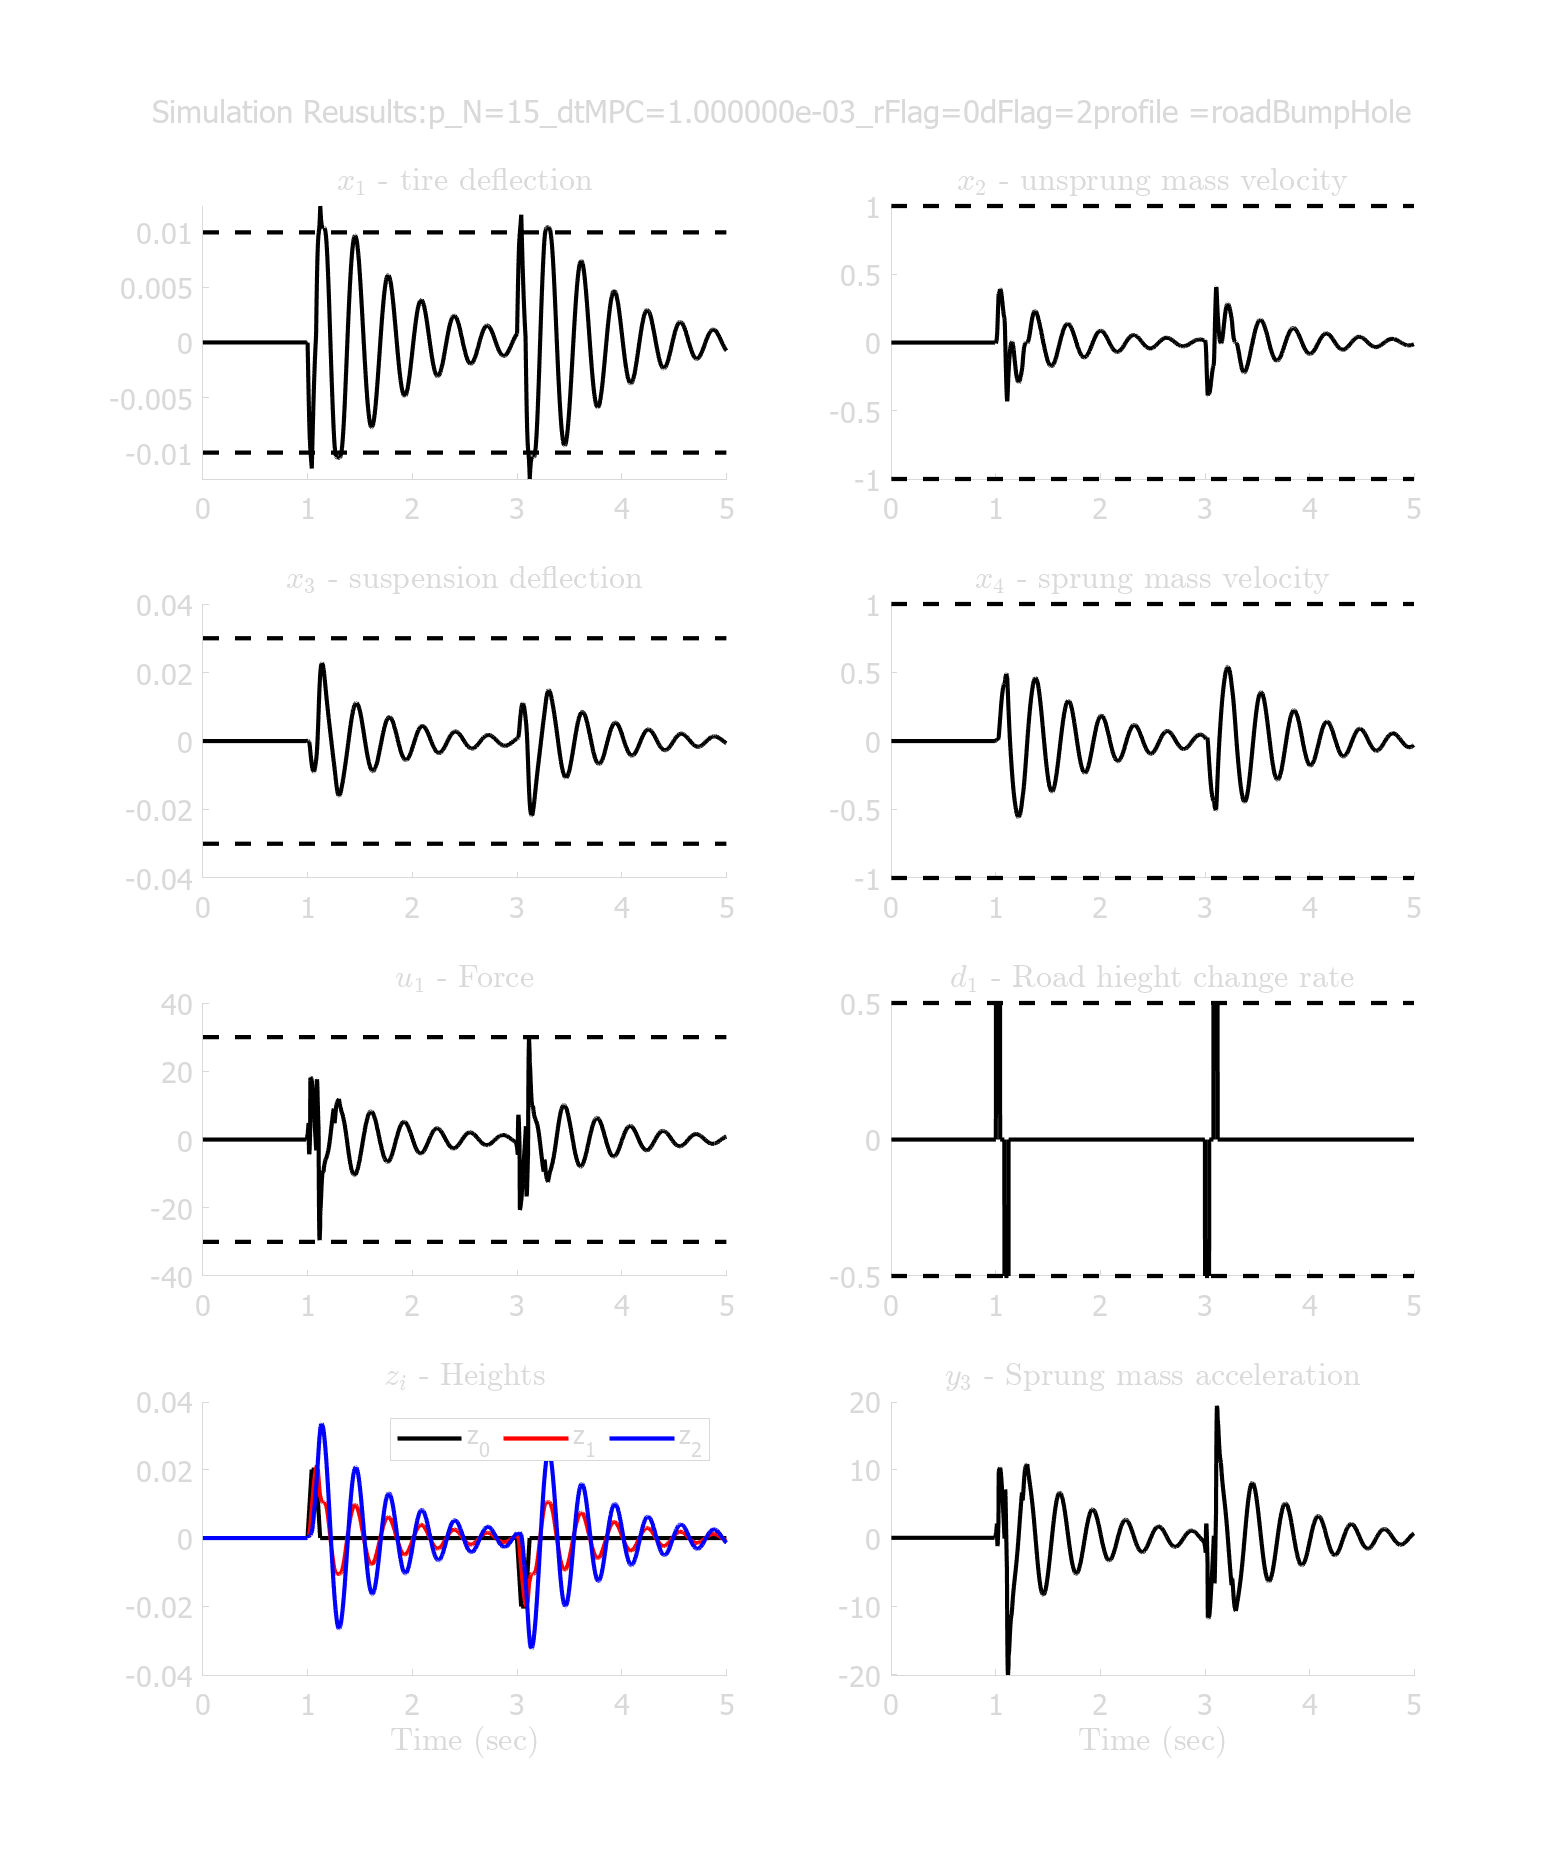 Simulation Reusults:p_N=15_dtMPC=1.000000e-03_rFlag=0dFlag=2profile =roadBumpHole
x1 - tire deflection
0.01
0.005
0
-0.005
-0.01
0 1 2 3 4 5
x2 - unsprung mass velocity
1
0.5
0
-0.5
-1
0 1 2 3 4 5
x3 - suspension deflection
0.04
0.02
0
-0.02
-0.04
0 1 2 3 4 5
x4 - sprung mass velocity
1
0.5
0
-0.5
-1
0 1 2 3 4 5
u1 - Force
40
20
0
-20
-40
0 1 2 3 4 5
d1 - Road hieght change rate
0.5
0
-0.5
0 1 2 3 4 5
zi - Heights
0.04
0.02
0
-0.02
-0.04
z0 z1 z2
0 1 2 3 4 5
Time (sec)
y3 - Sprung mass acceleration
20
10
0
-10
-20
0 1 2 3 4 5
Time (sec)